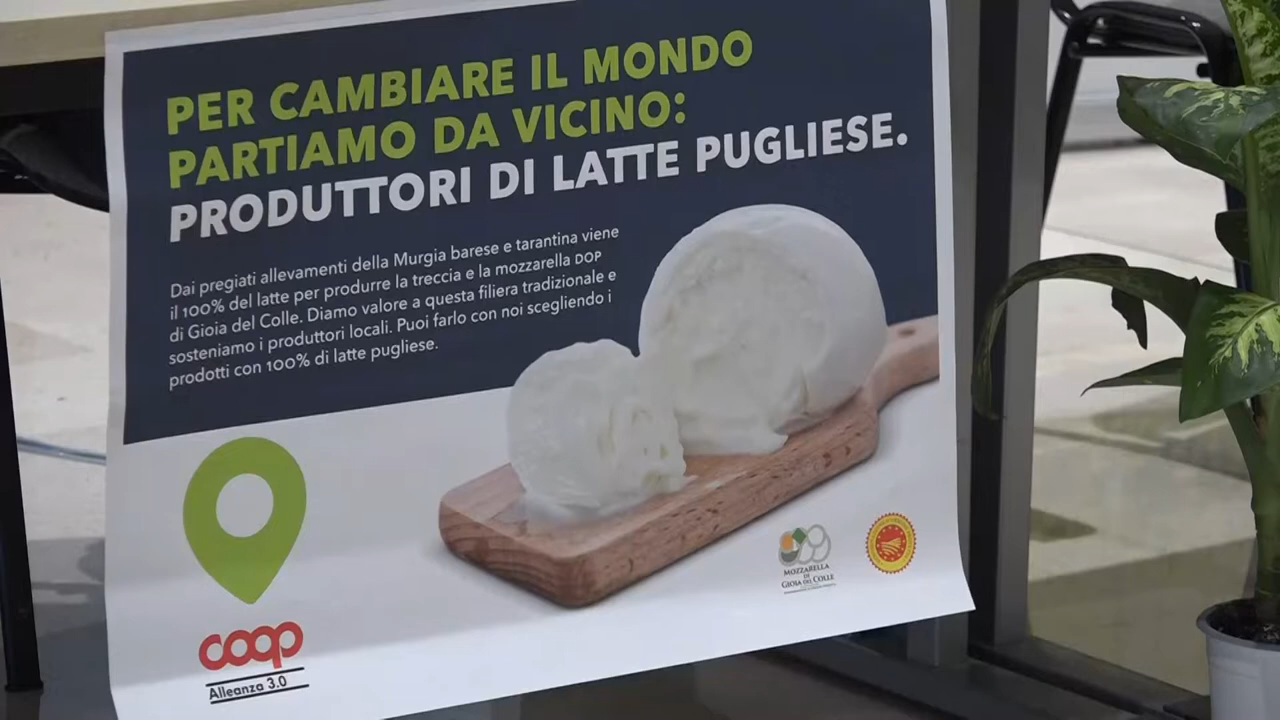 PER CAMBIARE IL MONDO
PARTIAMO DA VICINO:
PRODUTTORI DI LATTE PUGLIESE.
Dai pregiati allevamenti della Murgia barese e tarantina viene
il 100% del latte per produrre la treccia e la mozzarella DOP
di Gioia del Colle. Diamo valore a questa filiera tradizionale e
sosteniamo i produttori locali. Puoi farlo con noi scegliendo i
prodotti con 100% di latte pugliese.
coop
Alleanza 3.0
MOZZARELLA
DI
GIOIA DEL COLLE